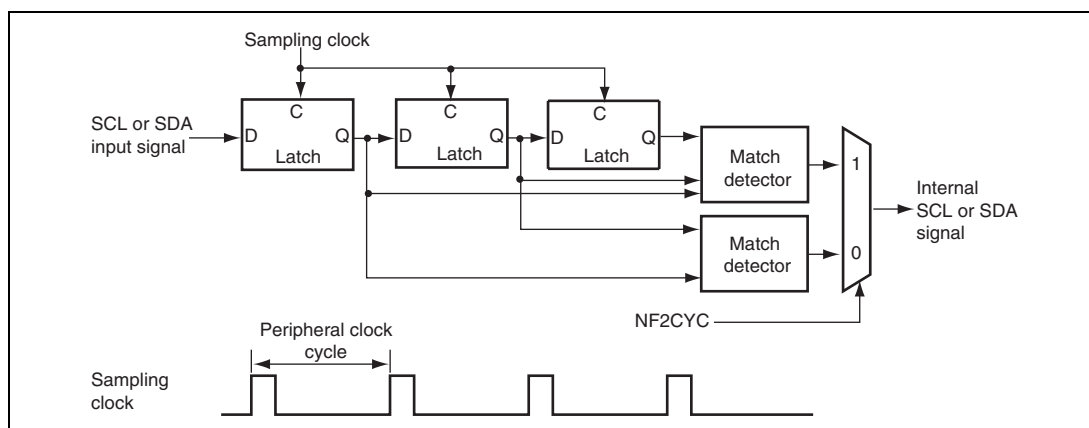 Sampling clock
SCL or SDA
input signal
C
D
Q
Latch
C
D
Q
Latch
C
D
Q
Latch
Match
detector
Match
detector
1
0
Internal
SCL or SDA
signal
NF2CYC
Peripheral clock
cycle
Sampling
clock